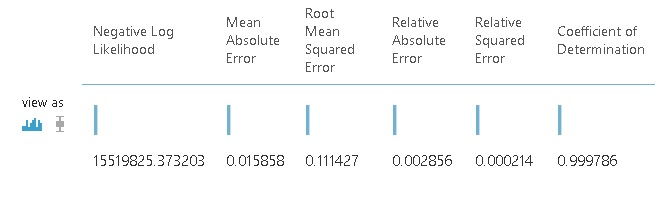 Negative Log
Likelihood
Mean
Absolute
Error
Root
Mean
Squared
Error
Relative
Absolute
Error
Relative
Squared
Error
Coefficient of
Determination
view as
15519825.373203 0.015858 0.111427 0.002856 0.000214 0.999786